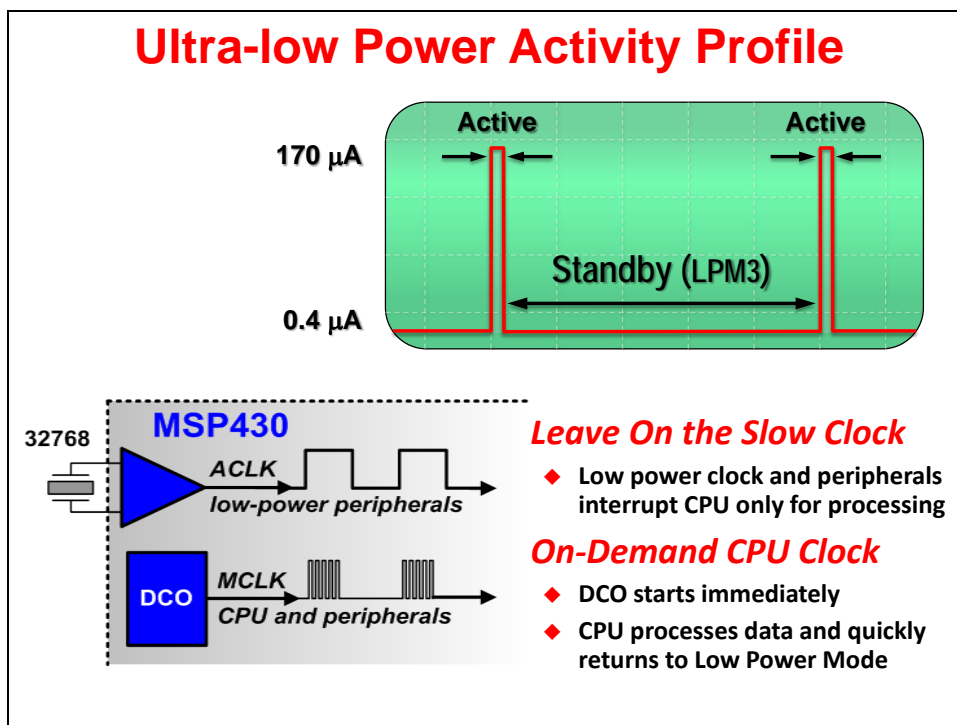 Ultra-low Power Activity Profile
Active
Active
170 μA
Standby (LPM3)
0.4 μA
MSP430
32768
ACLK
low-power peripherals
DCO
MCLK
CPU and peripherals
Leave On the Slow Clock
◆ Low power clock and peripherals
interrupt CPU only for processing
On-Demand CPU Clock
◆ DCO starts immediately
◆ CPU processes data and quickly
returns to Low Power Mode